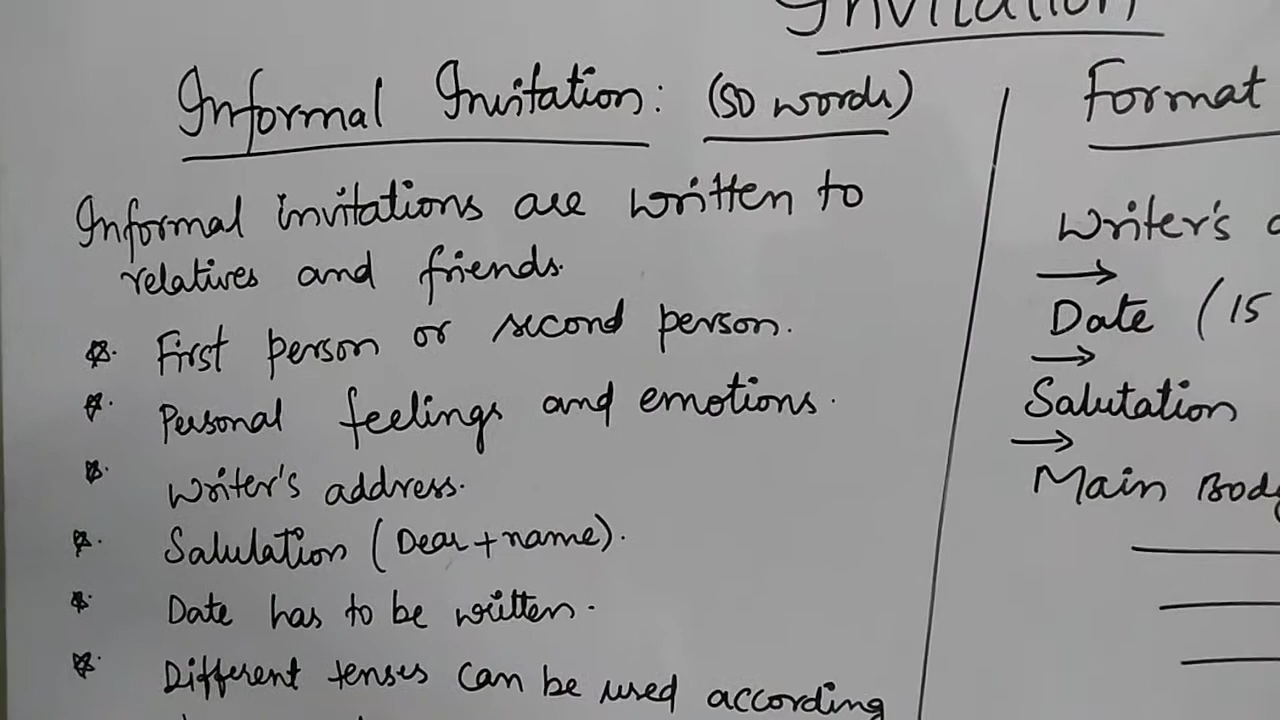 Invitation
Informal Invitation: (50 words)
Informal invitations are written to
relatives and friends.
First person or second person.
Personal feelings and emotions.
Writer's address.
Salutation (Dear + name).
Date has to be written.
Different tenses can be used according
Format
Writer's
Date (15
Salutation
Main Body